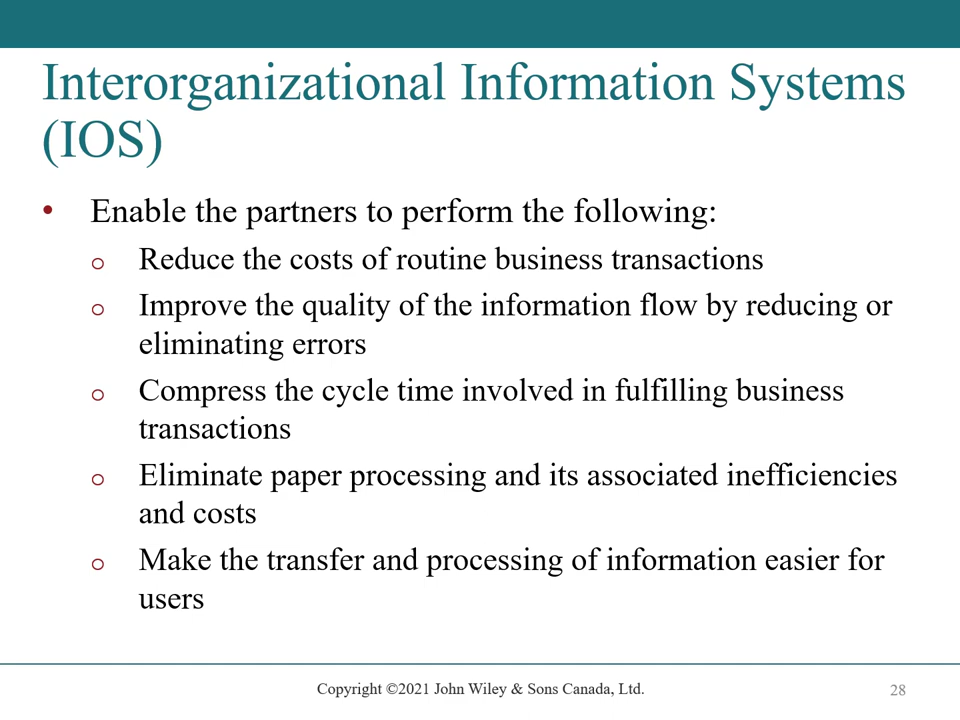 Interorganizational Information Systems
(IOS)
• Enable the partners to perform the following:
o Reduce the costs of routine business transactions
o Improve the quality of the information flow by reducing or
eliminating errors
o Compress the cycle time involved in fulfilling business
transactions
o Eliminate paper processing and its associated inefficiencies
and costs
o Make the transfer and processing of information easier for
users
Copyright ©2021 John Wiley & Sons Canada, Ltd.
28